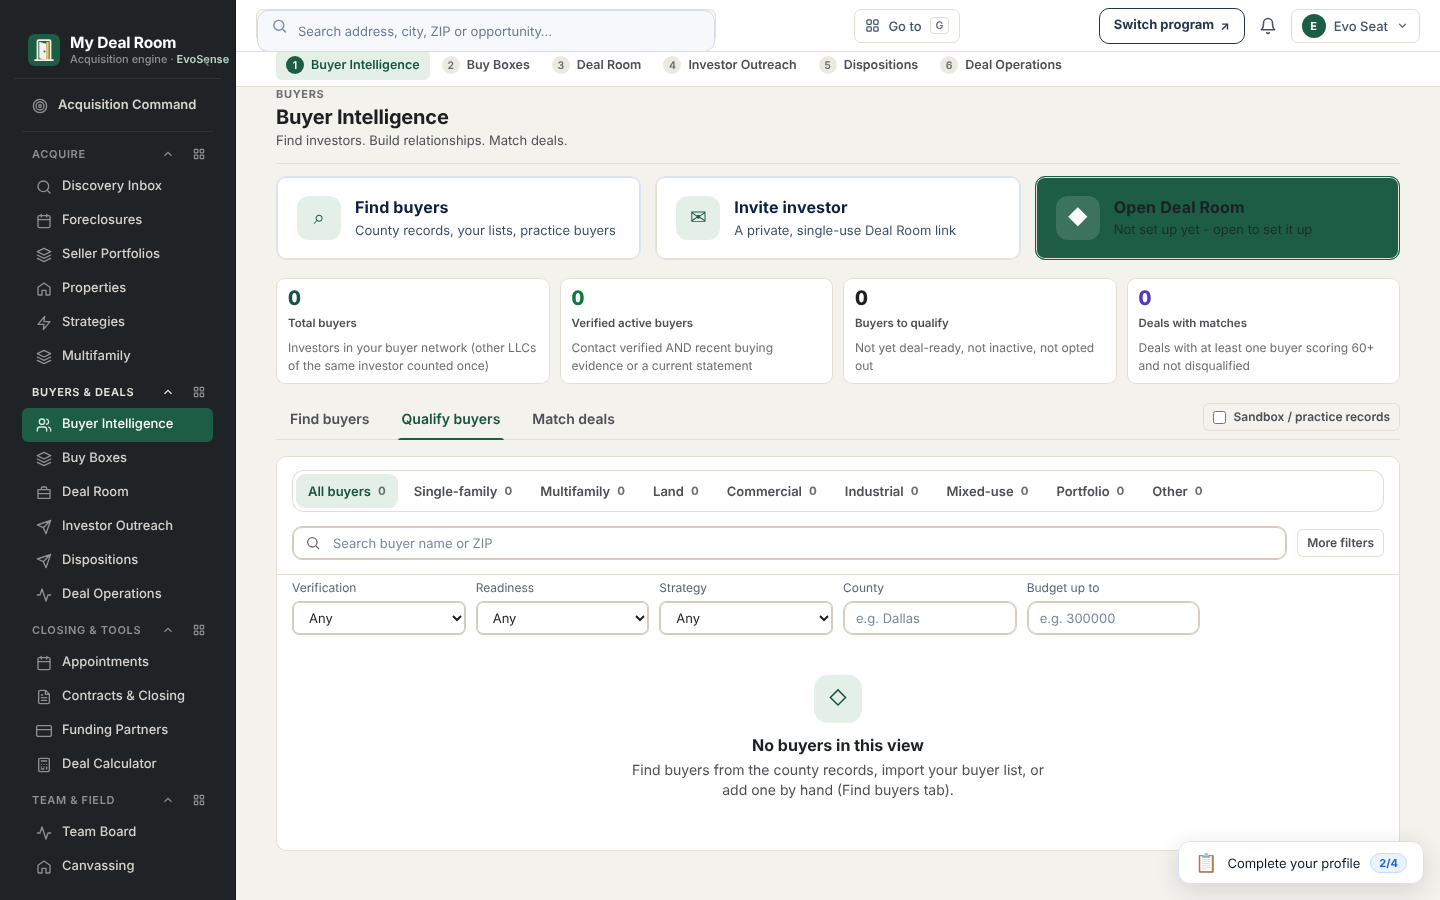 My Deal Room
Acquisition engine · EvoSense
Acquisition Command
ACQUIRE
Discovery Inbox
Foreclosures
Seller Portfolios
Properties
Strategies
Multifamily
BUYERS & DEALS
Buyer Intelligence
Buy Boxes
Deal Room
Investor Outreach
Dispositions
Deal Operations
CLOSING & TOOLS
Appointments
Contracts & Closing
Funding Partners
Deal Calculator
TEAM & FIELD
Team Board
Canvassing
Search address, city, ZIP or opportunity...
Go to G
Switch program ↗
E Evo Seat
1 Buyer Intelligence 2 Buy Boxes 3 Deal Room 4 Investor Outreach 5 Dispositions 6 Deal Operations
BUYERS
Buyer Intelligence
Find investors. Build relationships. Match deals.
Find buyers
County records, your lists, practice buyers
Invite investor
A private, single-use Deal Room link
Open Deal Room
Not set up yet - open to set it up
0
Total buyers
Investors in your buyer network (other LLCs
of the same investor counted once)
0
Verified active buyers
Contact verified AND recent buying
evidence or a current statement
0
Buyers to qualify
Not yet deal-ready, not inactive, not opted
out
0
Deals with matches
Deals with at least one buyer scoring 60+
and not disqualified
Find buyers Qualify buyers Match deals
Sandbox / practice records
All buyers 0 Single-family 0 Multifamily 0 Land 0 Commercial 0 Industrial 0 Mixed-use 0 Portfolio 0 Other 0
Search buyer name or ZIP
More filters
Verification Readiness Strategy County Budget up to
Any Any Any e.g. Dallas e.g. 300000
No buyers in this view
Find buyers from the county records, import your buyer list, or
add one by hand (Find buyers tab).
Complete your profile 2/4